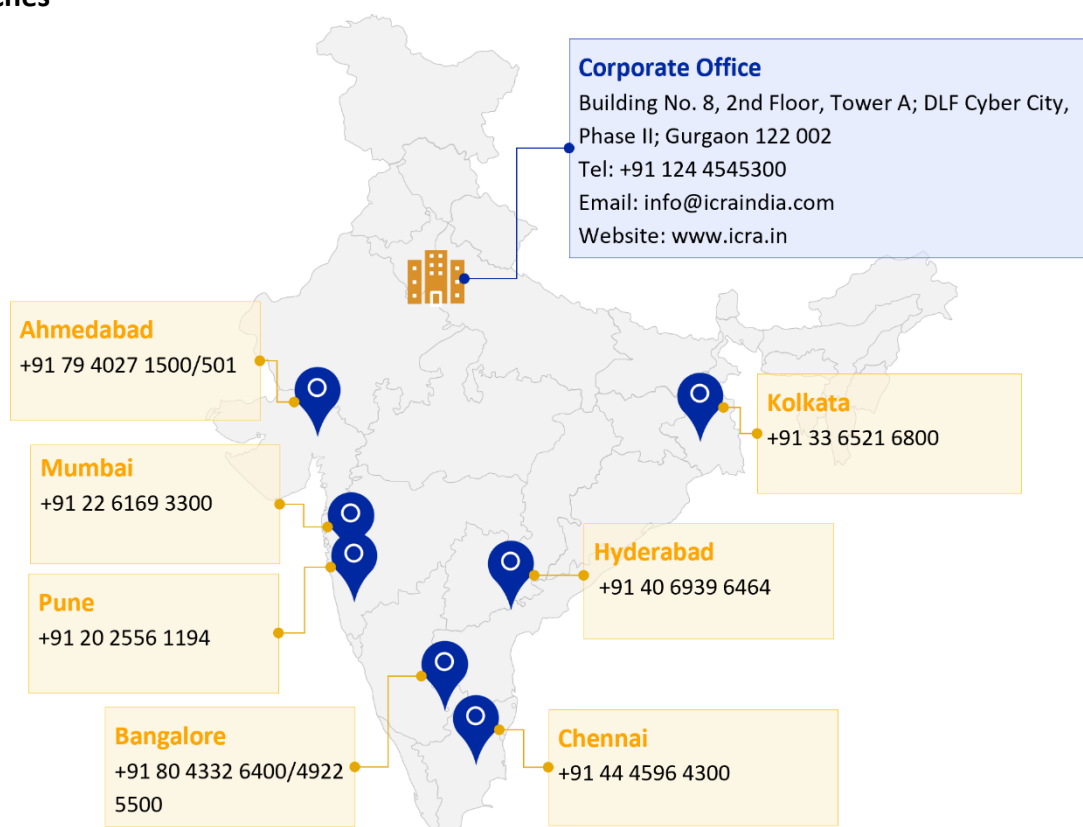 Corporate Office
Building No. 8, 2nd Floor, Tower A; DLF Cyber City,
Phase II; Gurgaon 122 002
Tel: +91 124 4545300
Email: info@icraindia.com
Website: www.icra.in
Ahmedabad
+91 79 4027 1500/501
Kolkata
+91 33 6521 6800
Mumbai
+91 22 6169 3300
Hyderabad
+91 40 6939 6464
Pune
+91 20 2556 1194
Bangalore
+91 80 4332 6400/4922
5500
Chennai
+91 44 4596 4300